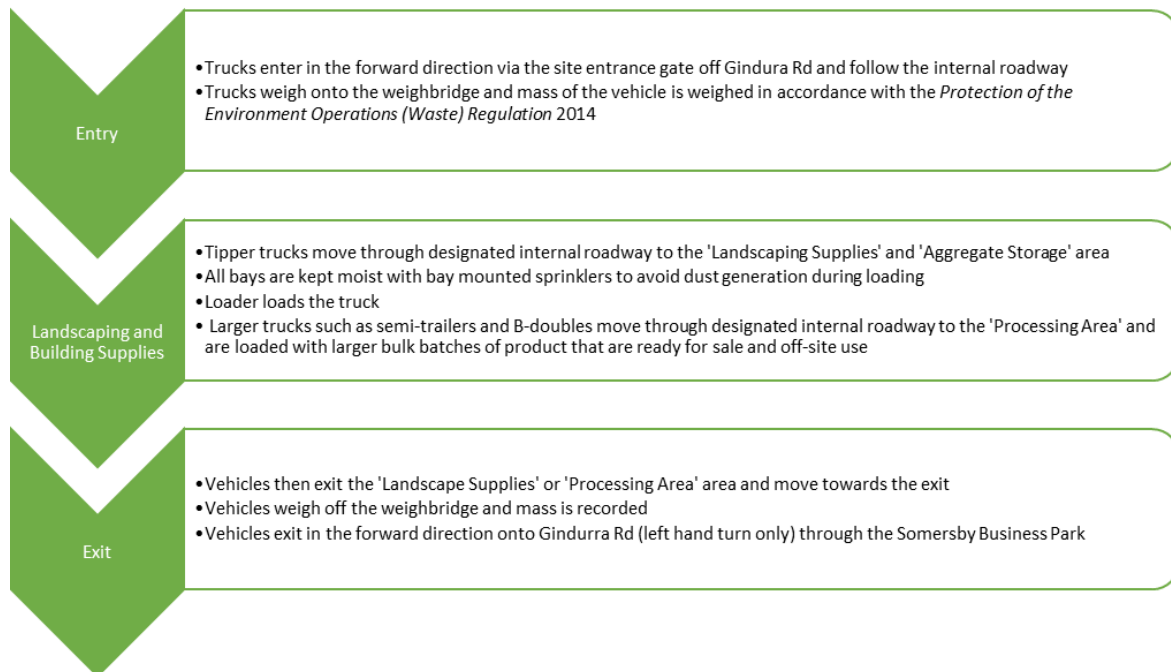 Entry
•Trucks enter in the forward direction via the site entrance gate off Gindura Rd and follow the internal roadway
•Trucks weigh onto the weighbridge and mass of the vehicle is weighed in accordance with the Protection of the
Environment Operations (Waste) Regulation 2014
Landscaping and
Building Supplies
•Tipper trucks move through designated internal roadway to the 'Landscaping Supplies' and 'Aggregate Storage' area
•All bays are kept moist with bay mounted sprinklers to avoid dust generation during loading
•Loader loads the truck
• Larger trucks such as semi-trailers and B-doubles move through designated internal roadway to the 'Processing Area' and
are loaded with larger bulk batches of product that are ready for sale and off-site use
Exit
•Vehicles then exit the 'Landscape Supplies' or 'Processing Area' area and move towards the exit
•Vehicles weigh off the weighbridge and mass is recorded
•Vehicles exit in the forward direction onto Gindurra Rd (left hand turn only) through the Somersby Business Park